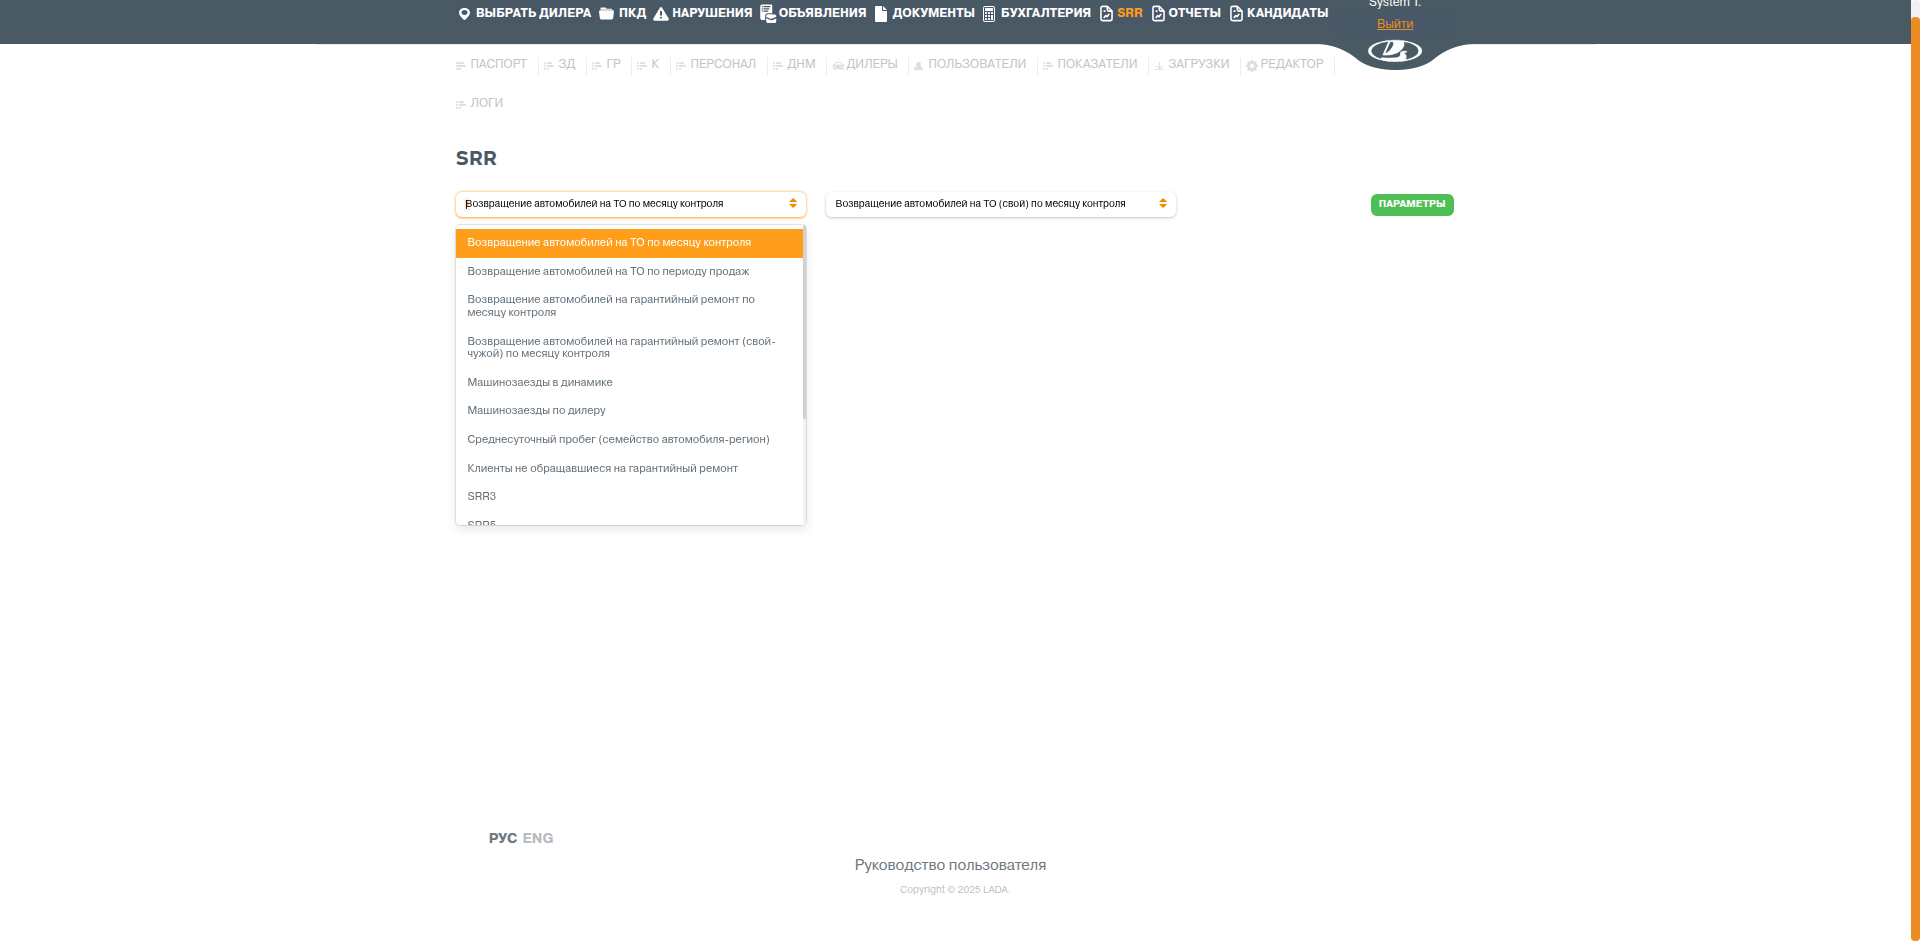 System T.
ВЫБРАТЬ ДИЛЕРА ПКД НАРУШЕНИЯ ОБЪЯВЛЕНИЯ ДОКУМЕНТЫ БУХГАЛТЕРИЯ SRR ОТЧЕТЫ КАНДИДАТЫ
Выйти
ПАСПОРТ ЗД ГР К ПЕРСОНАЛ ДНМ ДИЛЕРЫ ПОЛЬЗОВАТЕЛИ ПОКАЗАТЕЛИ ЗАГРУЗКИ РЕДАКТОР
ЛОГИ
SRR
Возвращение автомобилей на ТО по месяцу контроля
Возвращение автомобилей на ТО (свой) по месяцу контроля
ПАРАМЕТРЫ
Возвращение автомобилей на ТО по месяцу контроля
Возвращение автомобилей на ТО по периоду продаж
Возвращение автомобилей на гарантийный ремонт по
месяцу контроля
Возвращение автомобилей на гарантийный ремонт (свой-
чужой) по месяцу контроля
Машинозаезды в динамике
Машинозаезды по дилеру
Среднесуточный пробег (семейство автомобиля-регион)
Клиенты не обращавшиеся на гарантийный ремонт
SRR3
SRR5
РУС ENG
Руководство пользователя
Copyright © 2025 LADA.